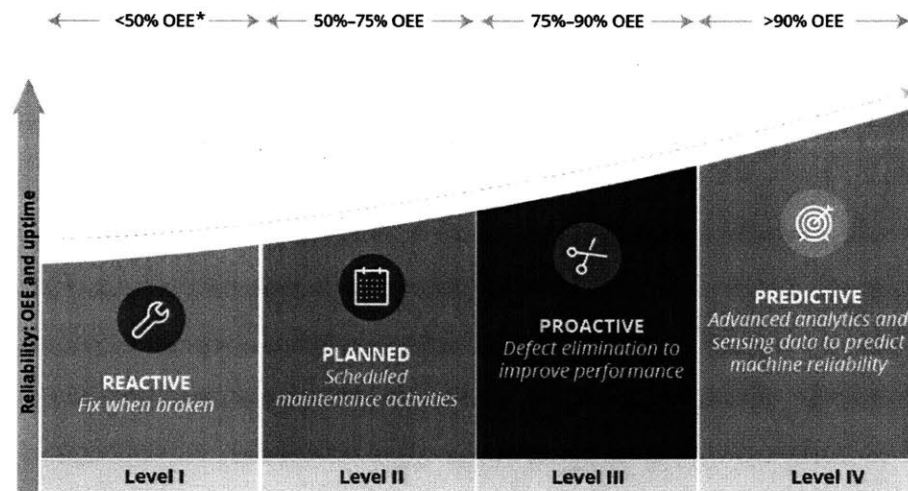 <50% OEE*
50%–75% OEE
75%–90% OEE
>90% OEE
Reliability: OEE and uptime
REACTIVE
Fix when broken
PLANNED
Scheduled
maintenance activities
PROACTIVE
Defect elimination to
improve performance
PREDICTIVE
Advanced analytics and
sensing data to predict
machine reliability
Level I
Level II
Level III
Level IV